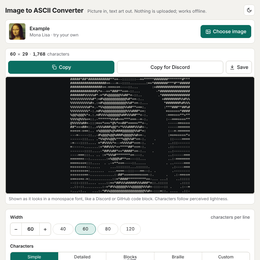 Image to ASCII Converter Picture in, text art out. Nothing is uploaded; works offline.
Example
Mona Lisa · try your own
Choose image
60 × 29 · 1,768 characters
Copy
Copy for Discord
Save
Shown as it looks in a monospace font, like a Discord or GitHub code block. Characters follow perceived lightness.
Width
characters per line
− 60 + 40 60 80 120
Characters
Simple Detailed Blocks Braille Custom